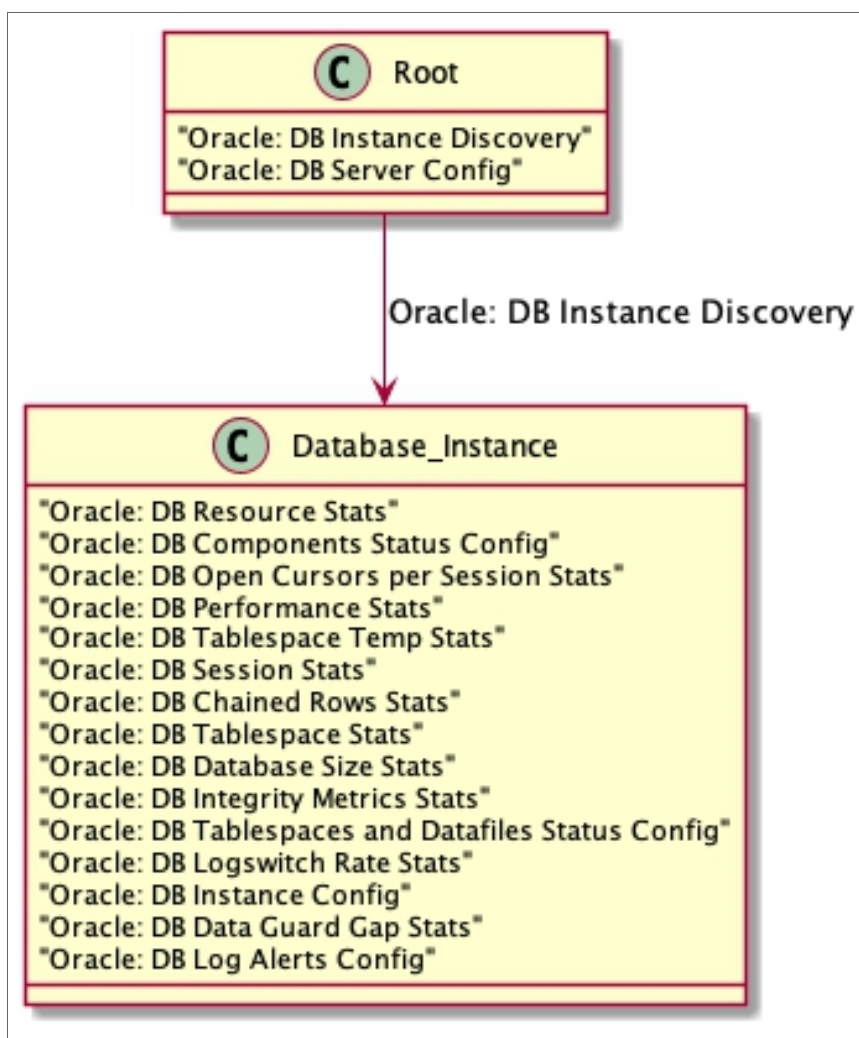 C Root
"Oracle: DB Instance Discovery"
"Oracle: DB Server Config"
Oracle: DB Instance Discovery
C Database_Instance
"Oracle: DB Resource Stats"
"Oracle: DB Components Status Config"
"Oracle: DB Open Cursors per Session Stats"
"Oracle: DB Performance Stats"
"Oracle: DB Tablespace Temp Stats"
"Oracle: DB Session Stats"
"Oracle: DB Chained Rows Stats"
"Oracle: DB Tablespace Stats"
"Oracle: DB Database Size Stats"
"Oracle: DB Integrity Metrics Stats"
"Oracle: DB Tablespaces and Datafiles Status Config"
"Oracle: DB Logswitch Rate Stats"
"Oracle: DB Instance Config"
"Oracle: DB Data Guard Gap Stats"
"Oracle: DB Log Alerts Config"